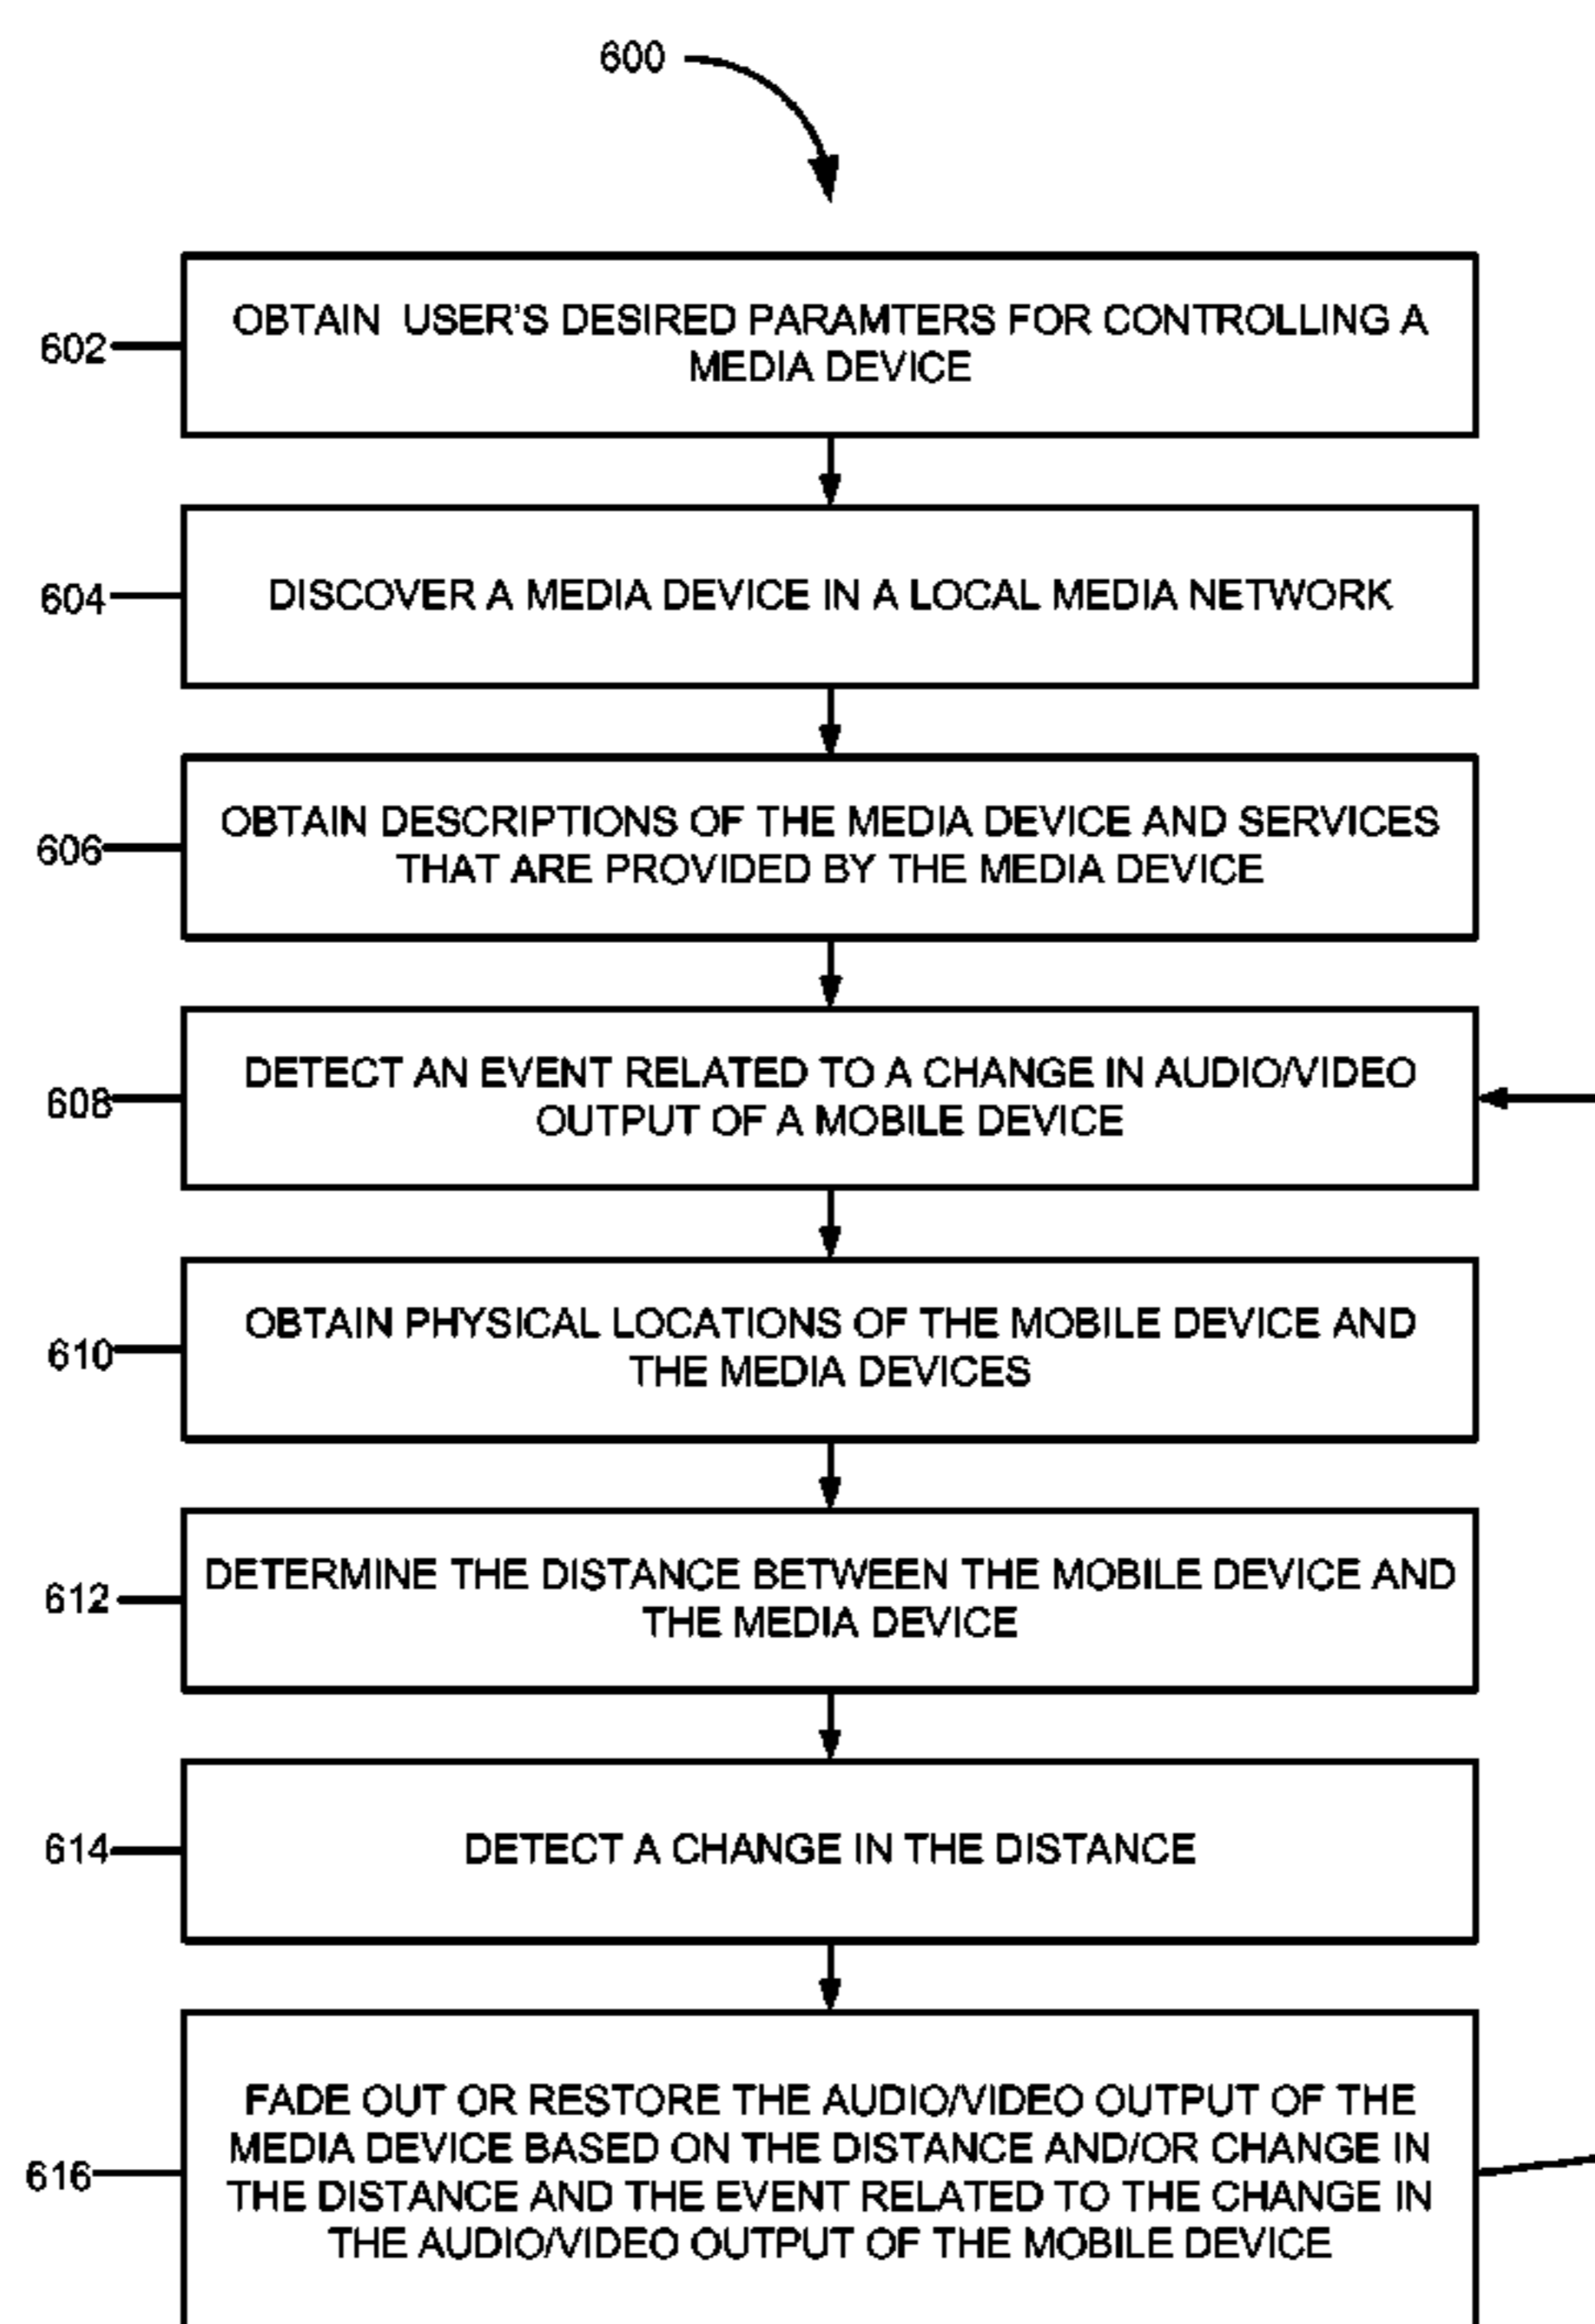 600
602
OBTAIN USER'S DESIRED PARAMTERS FOR CONTROLLING A
MEDIA DEVICE
604
DISCOVER A MEDIA DEVICE IN A LOCAL MEDIA NETWORK
606
OBTAIN DESCRIPTIONS OF THE MEDIA DEVICE AND SERVICES
THAT ARE PROVIDED BY THE MEDIA DEVICE
608
DETECT AN EVENT RELATED TO A CHANGE IN AUDIO/VIDEO
OUTPUT OF A MOBILE DEVICE
610
OBTAIN PHYSICAL LOCATIONS OF THE MOBILE DEVICE AND
THE MEDIA DEVICES
612
DETERMINE THE DISTANCE BETWEEN THE MOBILE DEVICE AND
THE MEDIA DEVICE
614
DETECT A CHANGE IN THE DISTANCE
616
FADE OUT OR RESTORE THE AUDIO/VIDEO OUTPUT OF THE
MEDIA DEVICE BASED ON THE DISTANCE AND/OR CHANGE IN
THE DISTANCE AND THE EVENT RELATED TO THE CHANGE IN
THE AUDIO/VIDEO OUTPUT OF THE MOBILE DEVICE